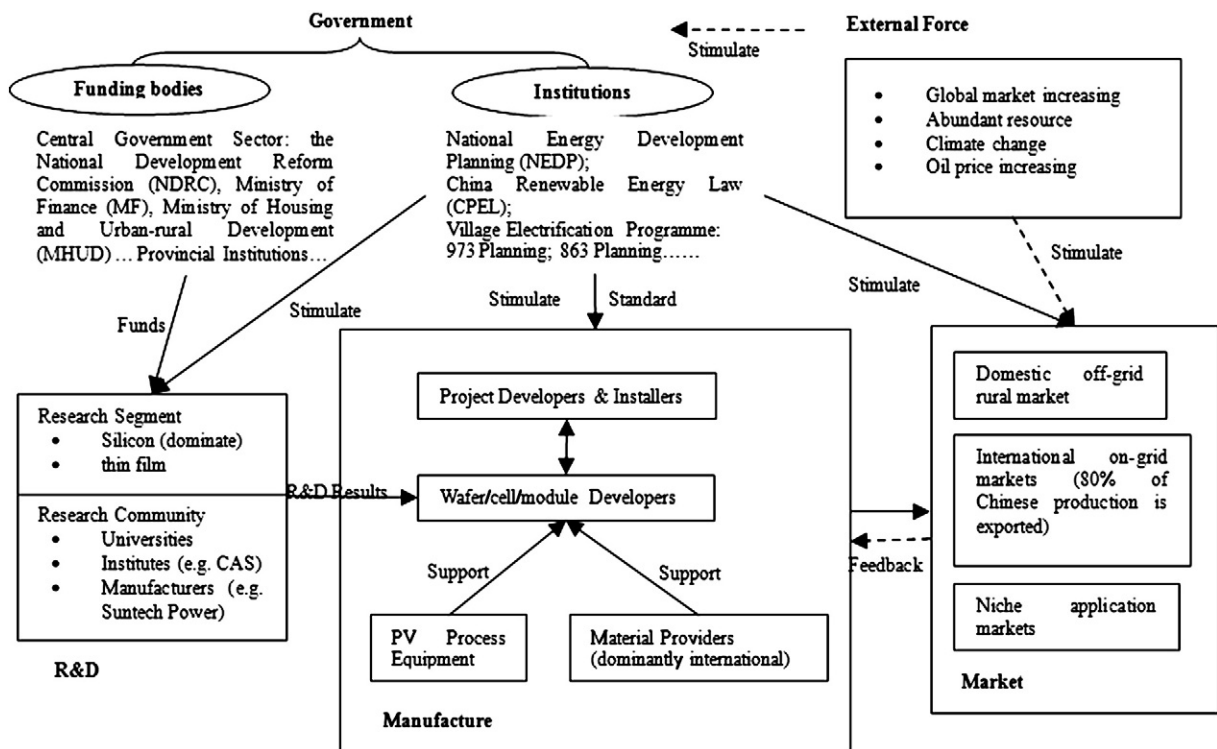 Government
External Force
Stimulate
Funding bodies
Institutions
Central Government Sector: the
National Development Reform
Commission (NDRC), Ministry of
Finance (MF), Ministry of Housing
and Urban-rural Development
(MHUD) … Provincial Institutions…
National Energy Development
Planning (NEDP);
China Renewable Energy Law
(CPEL);
Village Electrification Programme:
973 Planning; 863 Planning……
• Global market increasing
• Abundant resource
• Climate change
• Oil price increasing
Funds
Stimulate
Stimulate
Standard
Stimulate
Stimulate
Research Segment
• Silicon (dominate)
• thin film
Research Community
• Universities
• Institutes (e.g. CAS)
• Manufacturers (e.g.
Suntech Power)
R&D
R&D Results
Project Developers & Installers
Wafer/cell/module Developers
Support
Support
PV Process
Equipment
Material Providers
(dominantly international)
Manufacture
Feedback
Domestic off-grid
rural market
International on-grid
markets (80% of
Chinese production is
exported)
Niche application
markets
Market